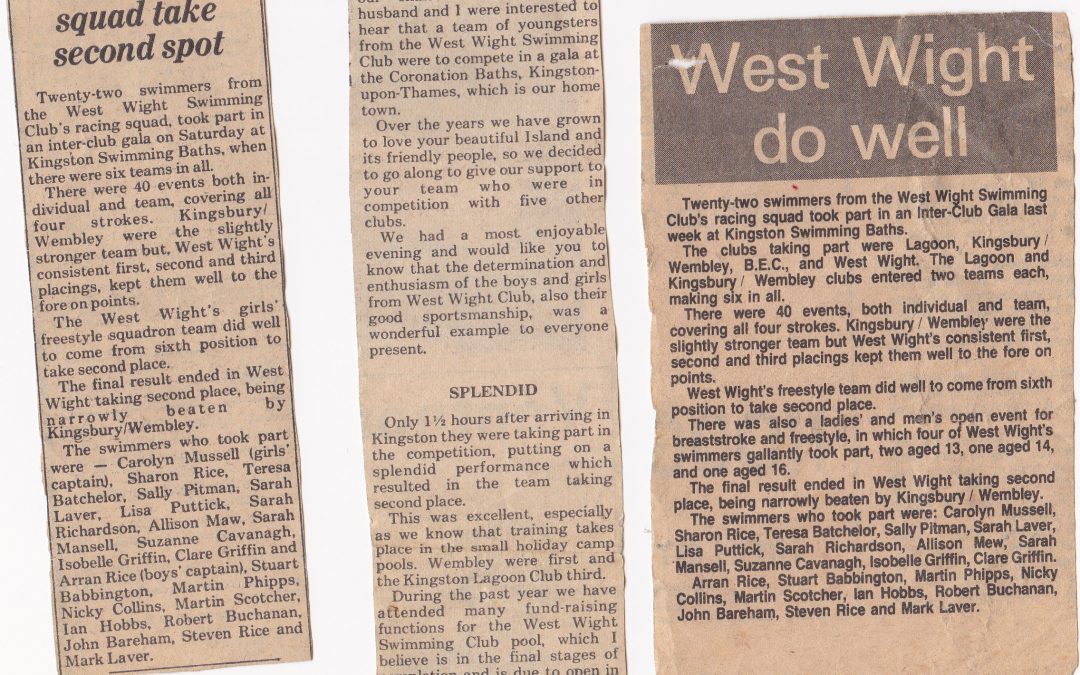 squad take
second spot
Twenty-two swimmers from
the West Wight Swimming
Club's racing squad, took part in
an inter-club gala on Saturday at
Kingston Swimming Baths, when
there were six teams in all.
There were 40 events both in-
dividual and team, covering all
four strokes. Kingsbury/
Wembley were the slightly
stronger team but, West Wight's
consistent first, second and third
placings, kept them well to the
fore on points.
The West Wight's girls'
freestyle squadron team did well
to come from sixth position to
take second place.
The final result ended in West
Wight taking second place, being
narrowly beaten by
Kingsbury/Wembley.
The swimmers who took part
were — Carolyn Mussell (girls'
captain), Sharon Rice, Teresa
Batchelor, Sally Pitman, Sarah
Laver, Lisa Puttick, Sarah
Richardson, Allison Maw, Sarah
Mansell, Suzanne Cavanagh,
Isobelle Griffin, Clare Griffin and
Arran Rice (boys' captain), Stuart
Babbington, Martin Phipps,
Nicky Collins, Martin Scotcher,
Ian Hobbs, Robert Buchanan,
John Bareham, Steven Rice and
Mark Laver.
husband and I were interested to
hear that a team of youngsters
from the West Wight Swimming
Club were to compete in a gala at
the Coronation Baths, Kingston-
upon-Thames, which is our home
town.
Over the years we have grown
to love your beautiful Island and
its friendly people, so we decided
to go along to give our support to
your team who were in
competition with five other
clubs.
We had a most enjoyable
evening and would like you to
know that the determination and
enthusiasm of the boys and girls
from West Wight Club, also their
good sportsmanship, was a
wonderful example to everyone
present.
SPLENDID
Only 1½ hours after arriving in
Kingston they were taking part in
the competition, putting on a
splendid performance which
resulted in the team taking
second place.
This was excellent, especially
as we know that training takes
place in the small holiday camp
pools. Wembley were first and
the Kingston Lagoon Club third.
During the past year we have
attended many fund-raising
functions for the West Wight
Swimming Club pool, which I
believe is in the final stages of
and is due to open in
West Wight
do well
Twenty-two swimmers from the West Wight Swimming
Club's racing squad took part in an Inter-Club Gala last
week at Kingston Swimming Baths.
The clubs taking part were Lagoon, Kingsbury /
Wembley, B.E.C., and West Wight. The Lagoon and
Kingsbury / Wembley clubs entered two teams each,
making six in all.
There were 40 events, both individual and team,
covering all four strokes. Kingsbury / Wembley were the
slightly stronger team but West Wight's consistent first,
second and third placings kept them well to the fore on
points.
West Wight's freestyle team did well to come from sixth
position to take second place.
There was also a ladies' and men's open event for
breaststroke and freestyle, in which four of West Wight's
swimmers gallantly took part, two aged 13, one aged 14,
and one aged 16.
The final result ended in West Wight taking second
place, being narrowly beaten by Kingsbury / Wembley.
The swimmers who took part were: Carolyn Mussell,
Sharon Rice, Teresa Batchelor, Sally Pitman, Sarah Laver,
Lisa Puttick, Sarah Richardson, Allison Mew, Sarah
Mansell, Suzanne Cavanagh, Isobelle Griffin, Clare Griffin.
Arran Rice, Stuart Babbington, Martin Phipps, Nicky
Collins, Martin Scotcher, Ian Hobbs, Robert Buchanan,
John Bareham, Steven Rice and Mark Laver.